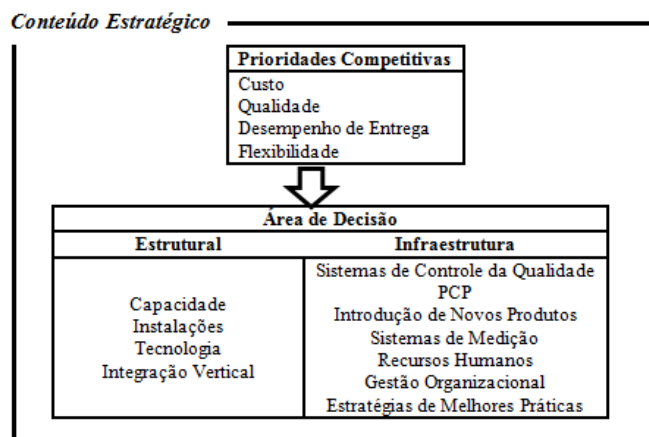 Conteúdo Estratégico
Prioridades Competitivas
Custo
Qualidade
Desempenho de Entrega
Flexibilidade
Área de Decisão
Estrutural
Infraestrutura
Capacidade
Instalações
Tecnologia
Integração Vertical
Sistemas de Controle da Qualidade
PCP
Introdução de Novos Produtos
Sistemas de Medição
Recursos Humanos
Gestão Organizacional
Estratégias de Melhores Práticas